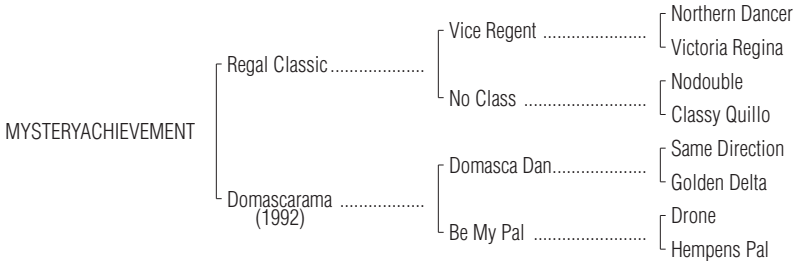 Northern Dancer
Vice Regent ......................
Victoria Regina
Regal Classic....................
Nodouble
No Class ..........................
Classy Quillo
MYSTERYACHIEVEMENT
Same Direction
Domasca Dan....................
Golden Delta
Domascarama ..................
(1992)
Drone
Be My Pal ........................
Hempens Pal